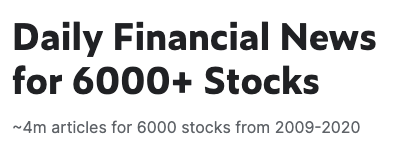 Daily Financial News
for 6000+ Stocks
~4m articles for 6000 stocks from 2009-2020